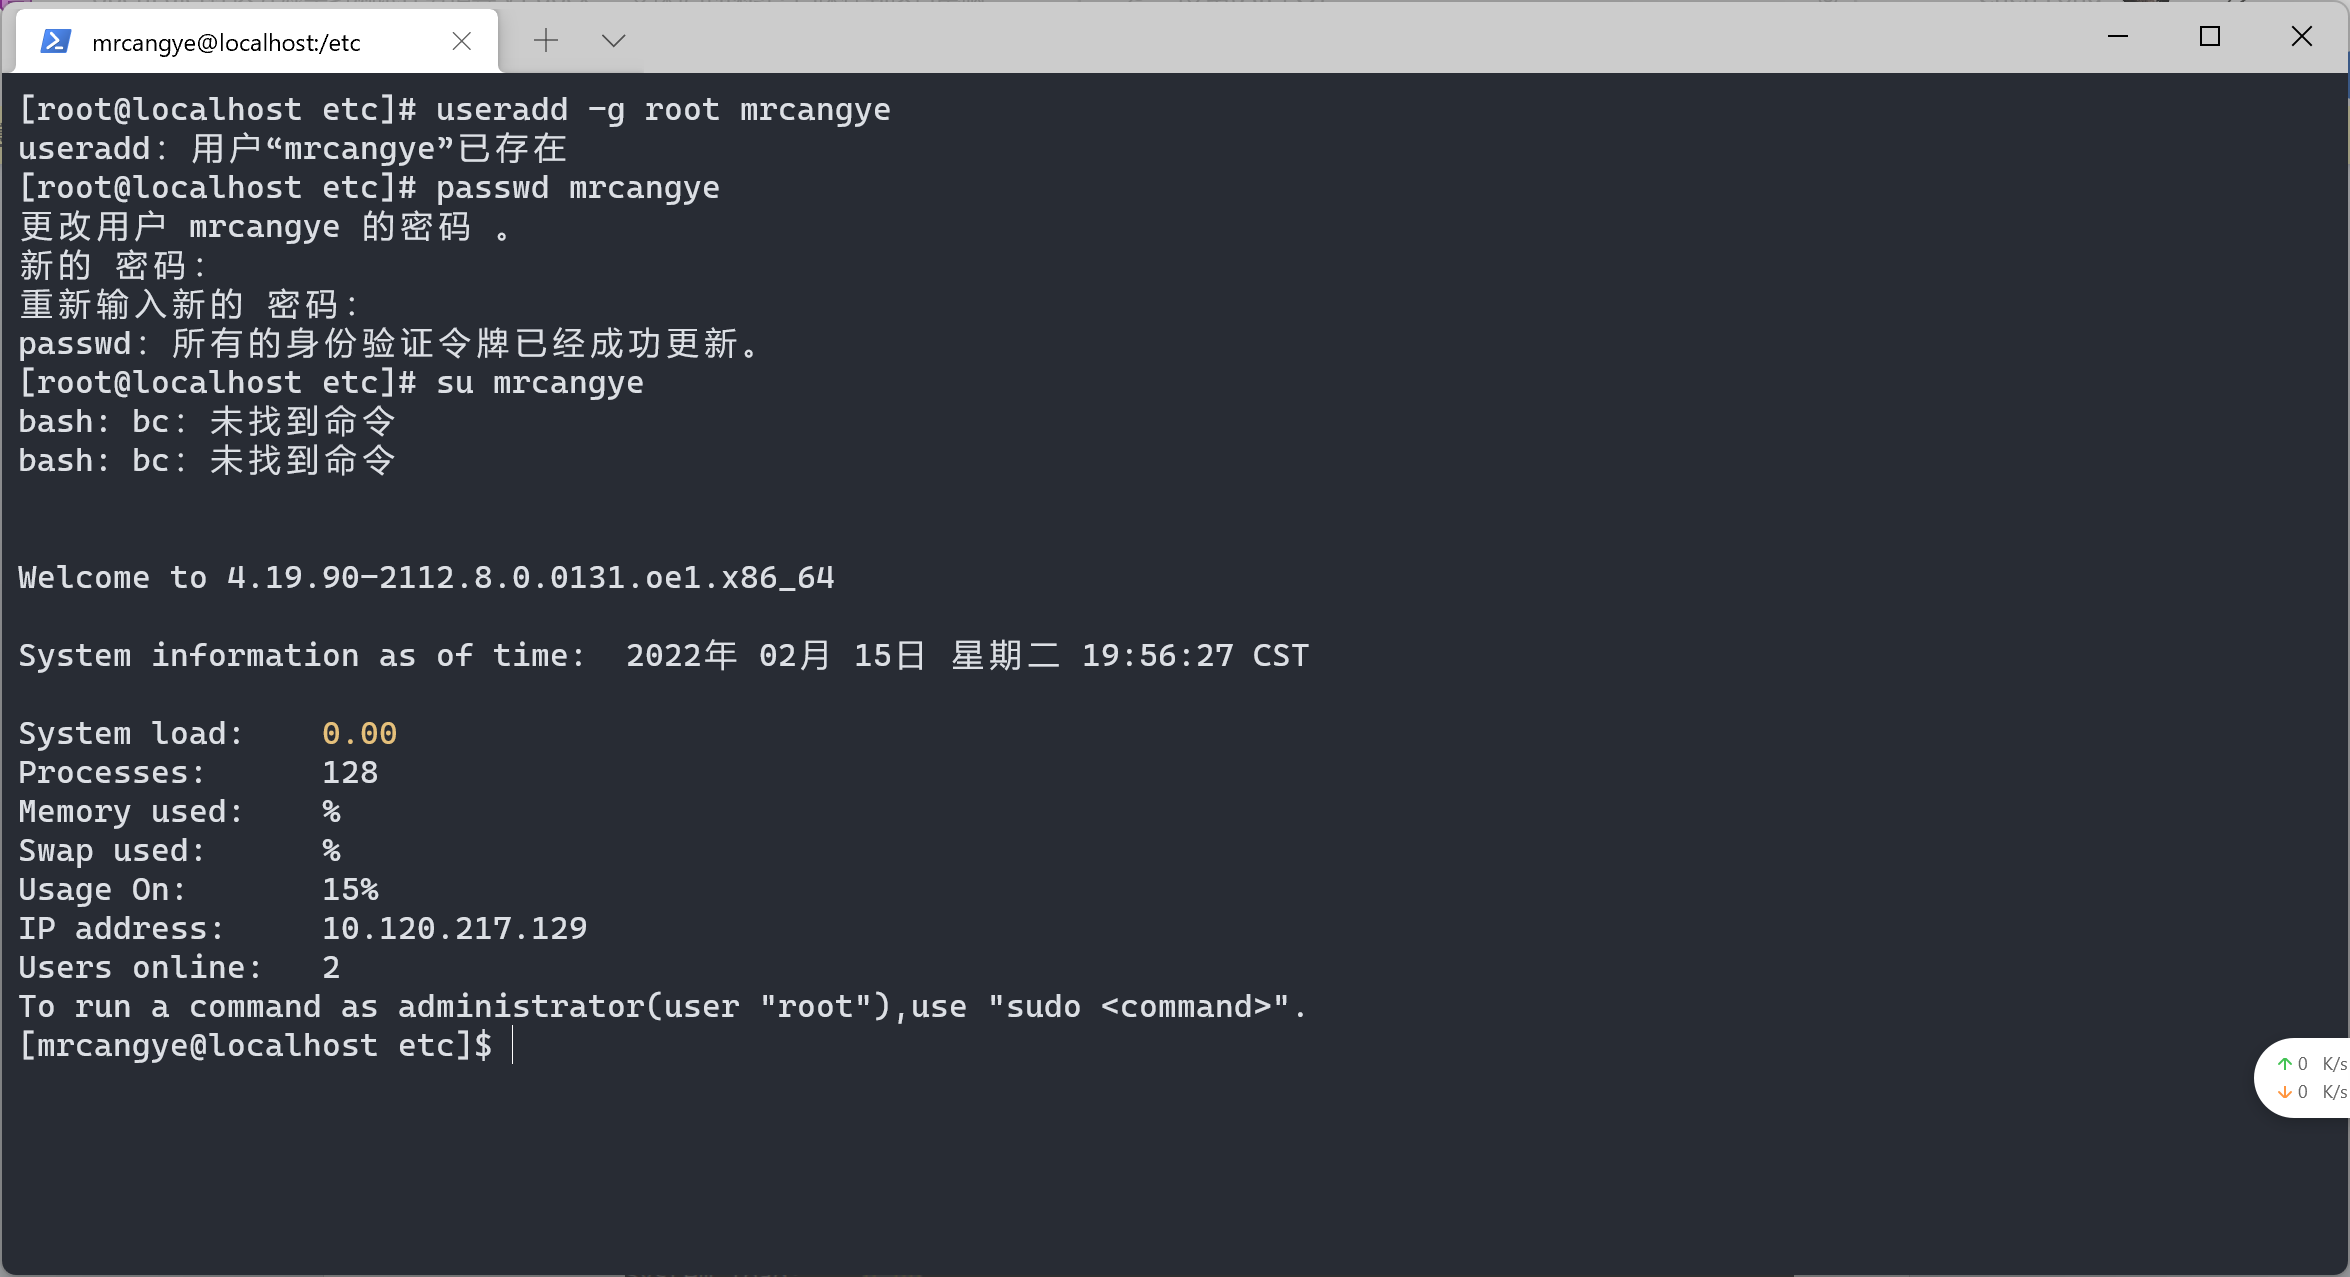 mrcangye@localhost:/etc
[root@localhost etc]# useradd -g root mrcangye
useradd：用户“mrcangye”已存在
[root@localhost etc]# passwd mrcangye
更改用户 mrcangye 的密码 。
新的 密码：
重新输入新的 密码：
passwd：所有的身份验证令牌已经成功更新。
[root@localhost etc]# su mrcangye
bash: bc：未找到命令
bash: bc：未找到命令
Welcome to 4.19.90-2112.8.0.0131.oe1.x86_64
System information as of time:  2022年 02月 15日 星期二 19:56:27 CST
System load:    0.00
Processes:      128
Memory used:    %
Swap used:      %
Usage On:       15%
IP address:     10.120.217.129
Users online:   2
To run a command as administrator(user "root"),use "sudo <command>".
[mrcangye@localhost etc]$
↑ 0 K/s
↓ 0 K/s